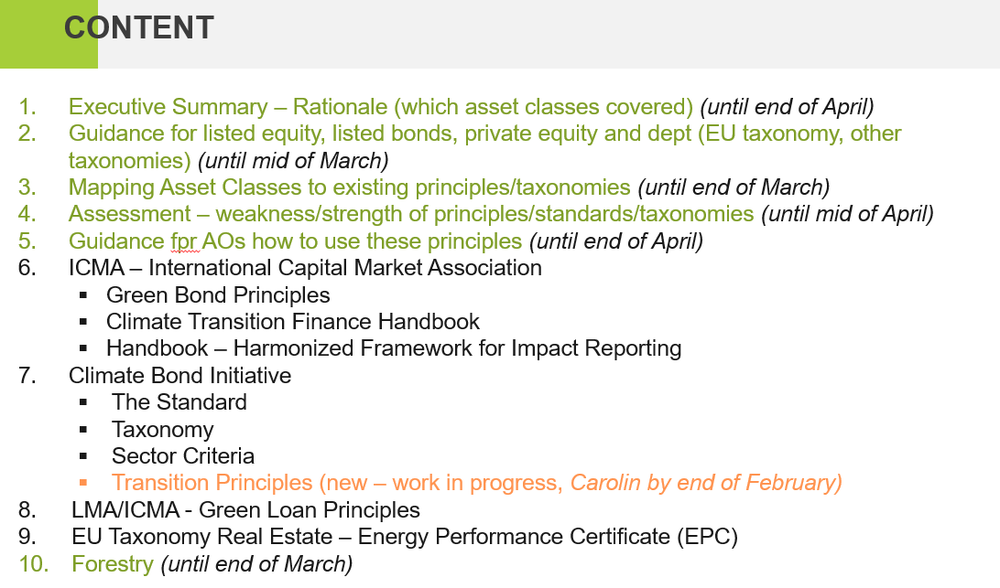 CONTENT
1. Executive Summary – Rationale (which asset classes covered) (until end of April)
2. Guidance for listed equity, listed bonds, private equity and dept (EU taxonomy, other
taxonomies) (until mid of March)
3. Mapping Asset Classes to existing principles/taxonomies (until end of March)
4. Assessment – weakness/strength of principles/standards/taxonomies (until mid of April)
5. Guidance fpr AOs how to use these principles (until end of April)
6. ICMA – International Capital Market Association
▪ Green Bond Principles
▪ Climate Transition Finance Handbook
▪ Handbook – Harmonized Framework for Impact Reporting
7. Climate Bond Initiative
▪ The Standard
▪ Taxonomy
▪ Sector Criteria
▪ Transition Principles (new – work in progress, Carolin by end of February)
8. LMA/ICMA - Green Loan Principles
9. EU Taxonomy Real Estate – Energy Performance Certificate (EPC)
10. Forestry (until end of March)